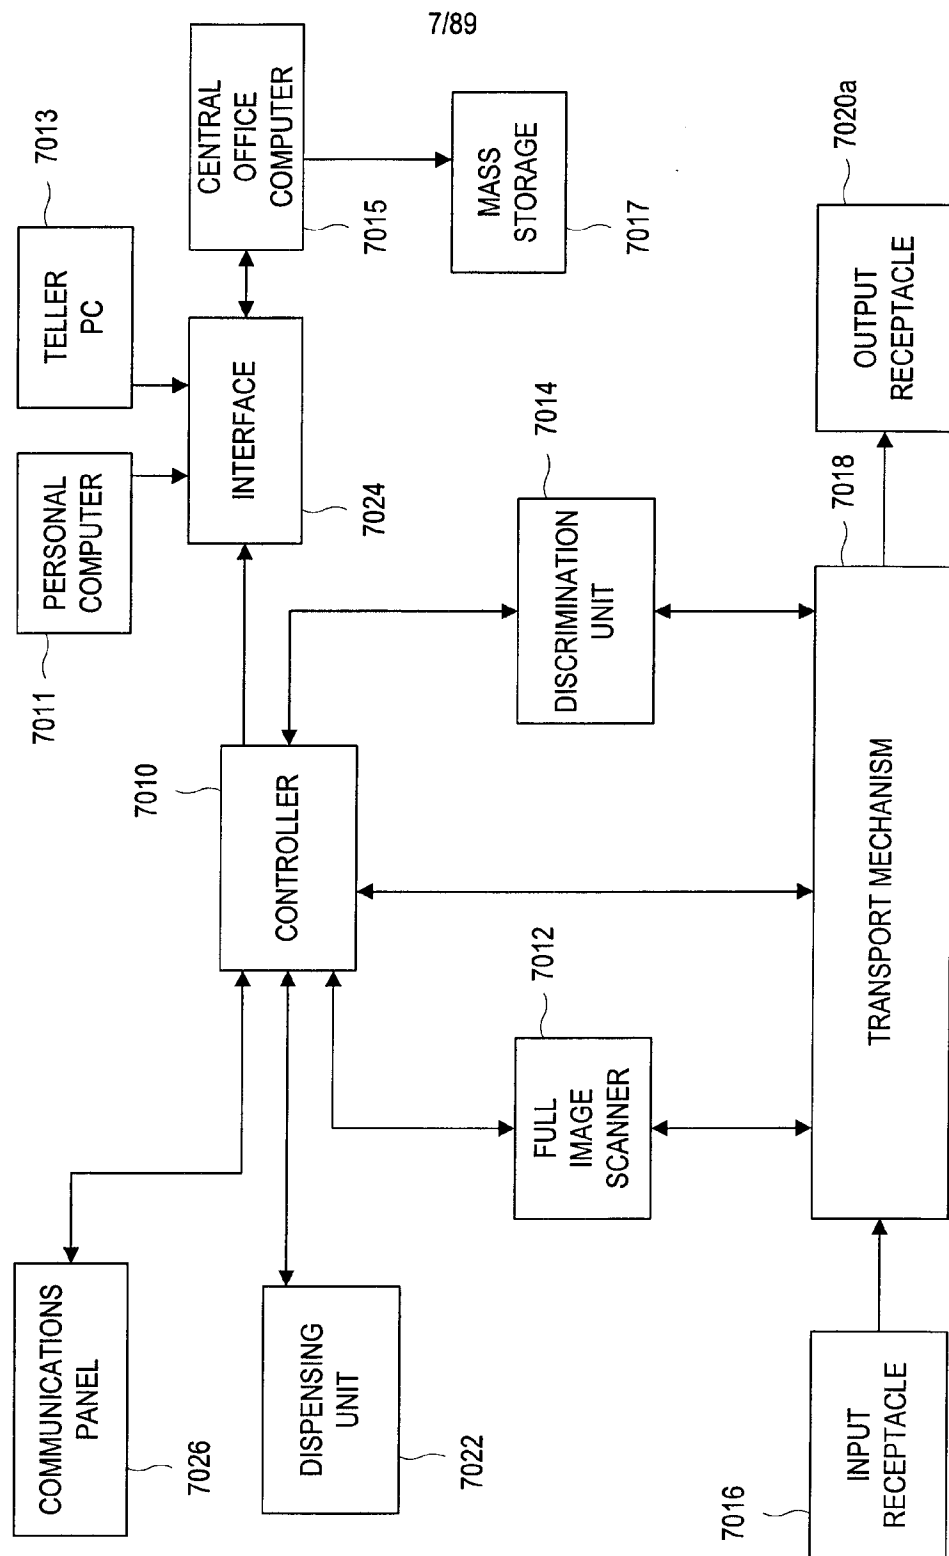 7/89
7013
TELLER
PC
CENTRAL
OFFICE
COMPUTER
7015
MASS
STORAGE
7017
7020a
OUTPUT
RECEPTACLE
PERSONAL
COMPUTER
7011
INTERFACE
7024
7014
DISCRIMINATION
UNIT
7018
7010
CONTROLLER
7012
FULL
IMAGE
SCANNER
TRANSPORT MECHANISM
COMMUNICATIONS
PANEL
7026
DISPENSING
UNIT
7022
7016
INPUT
RECEPTACLE